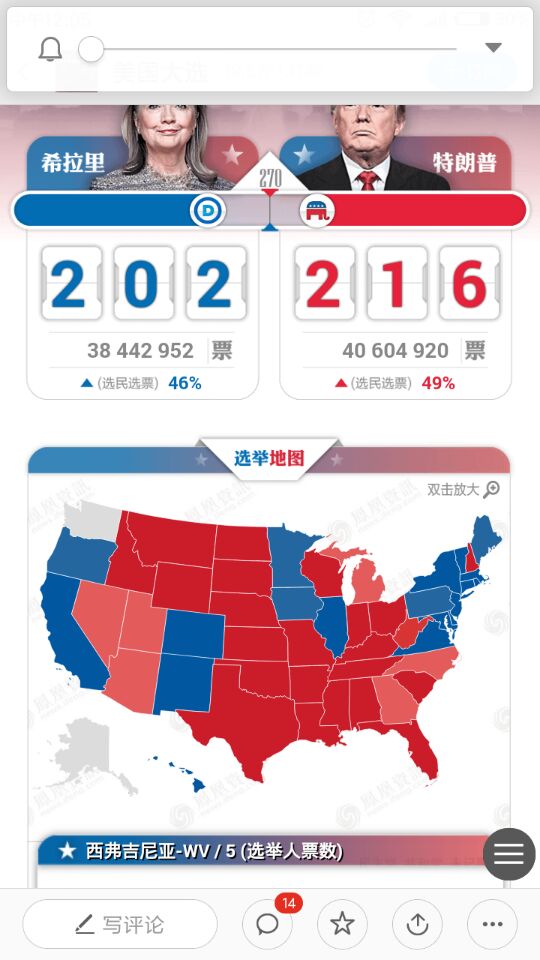 美国大选
希拉里
270
特朗普
D
202
216
38 442 952 票
40 604 920 票
(选民选票) 46%
(选民选票) 49%
选举地图
双击放大
凤凰资讯
西弗吉尼亚-WV / 5 (选举人票数)
写评论
14